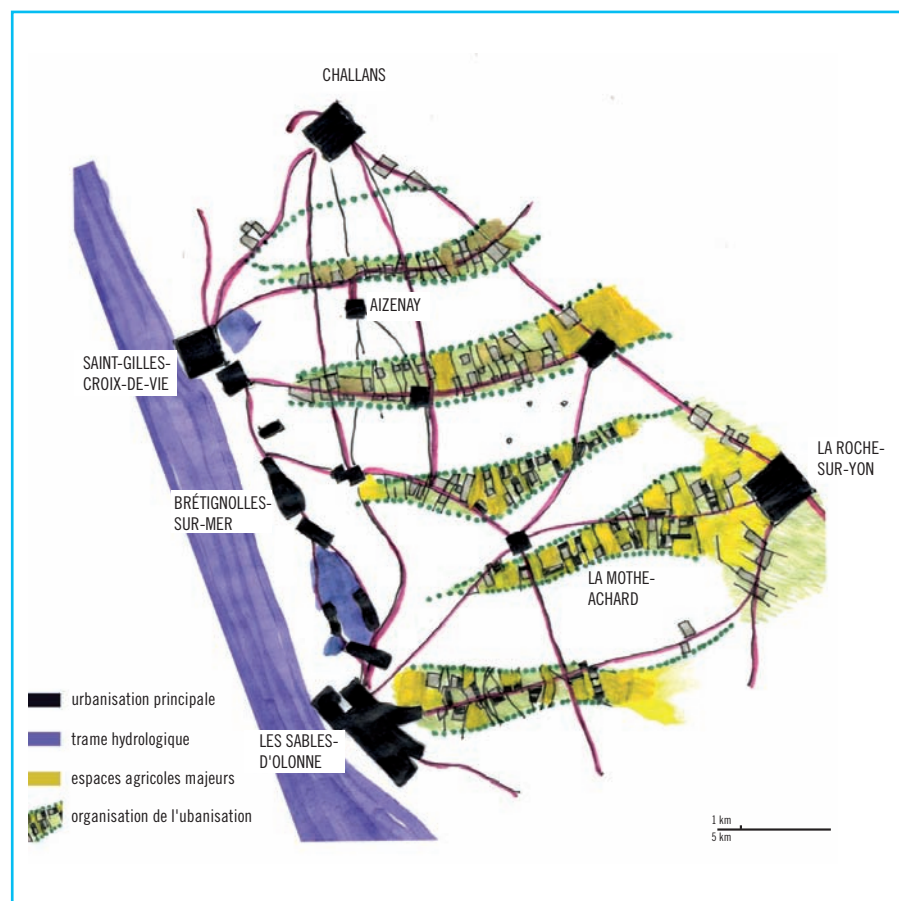 CHALLANS
AIZENAY
SAINT-GILLES-
CROIX-DE-VIE
LA ROCHE-
SUR-YON
BRÉTIGNOLLES-
SUR-MER
LA MOTHE-
ACHARD
LES SABLES-
D'OLONNE
urbanisation principale
trame hydrologique
espaces agricoles majeurs
organisation de l'ubanisation
1 km
5 km